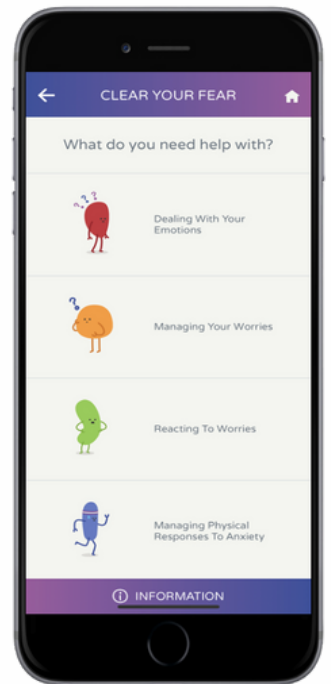 CLEAR YOUR FEAR
What do you need help with?
???
Dealing With Your
Emotions
?
Managing Your Worries
Reacting To Worries
Managing Physical
Responses To Anxiety
INFORMATION